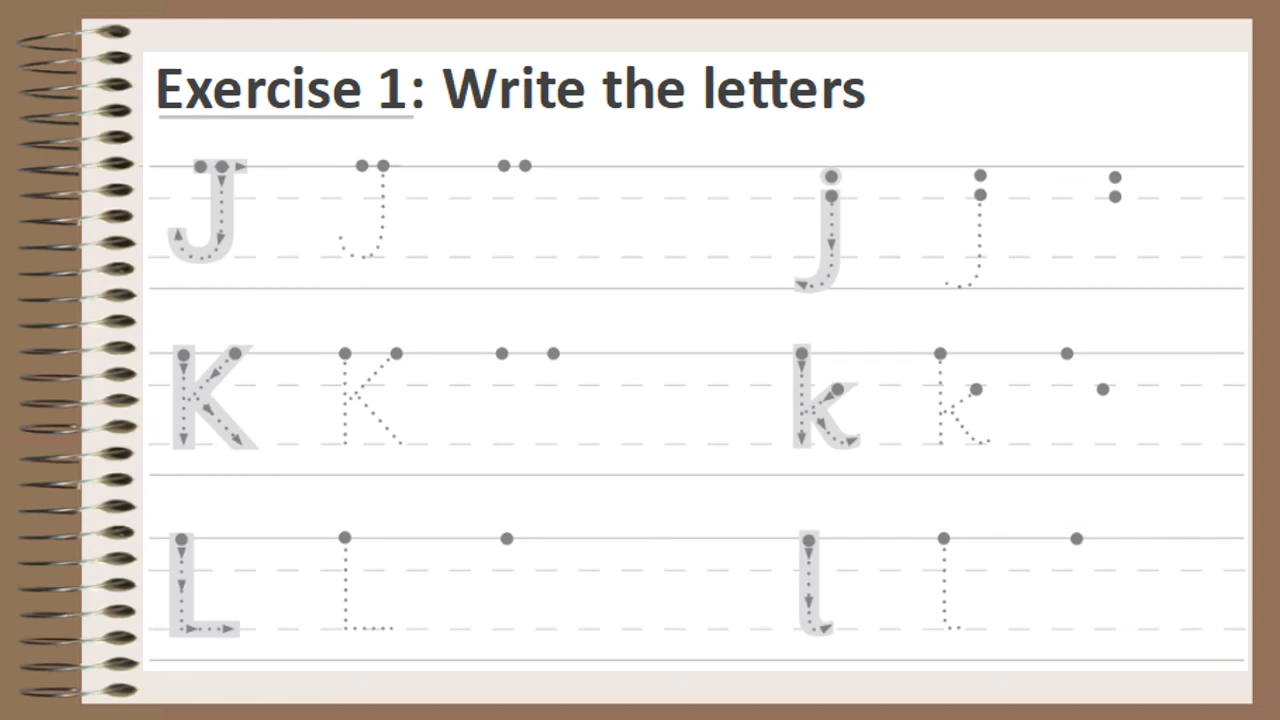 Exercise 1: Write the letters
J J j j
K K k k
L L l l